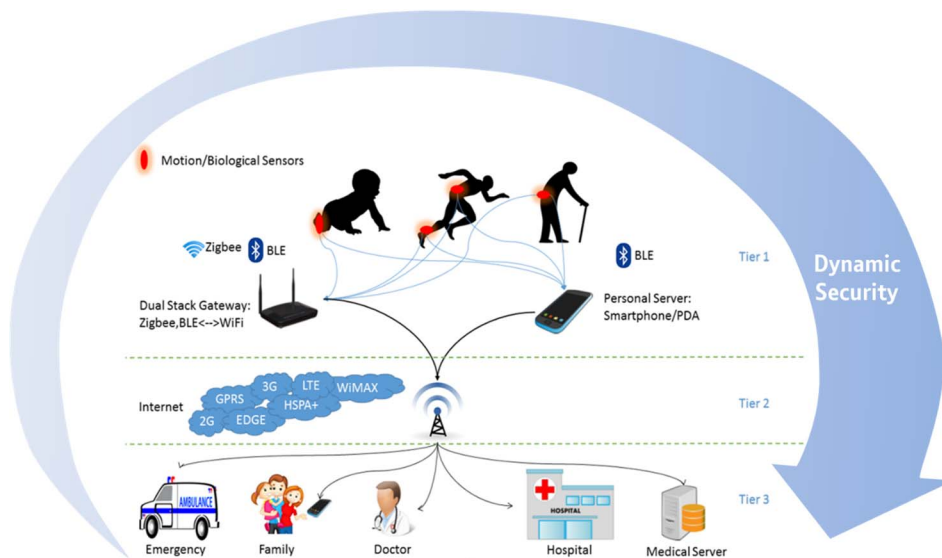 Motion/Biological Sensors
Zigbee
BLE
BLE
Tier 1
Dynamic
Security
Dual Stack Gateway:
Zigbee,BLE<-->WiFi
Personal Server:
Smartphone/PDA
Internet
GPRS
3G
LTE
WiMAX
2G
EDGE
HSPA+
Tier 2
AMBULANCE
HOSPITAL
Tier 3
Emergency
Family
Doctor
Hospital
Medical Server